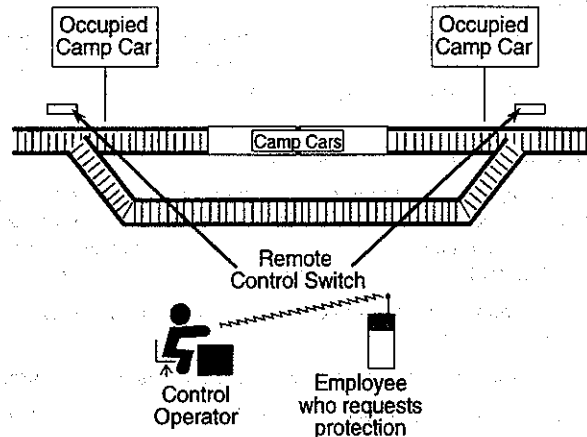 Occupied
Camp Car
Occupied
Camp Car
Camp Cars
Remote
Control Switch
Control
Operator
Employee
who requests
protection